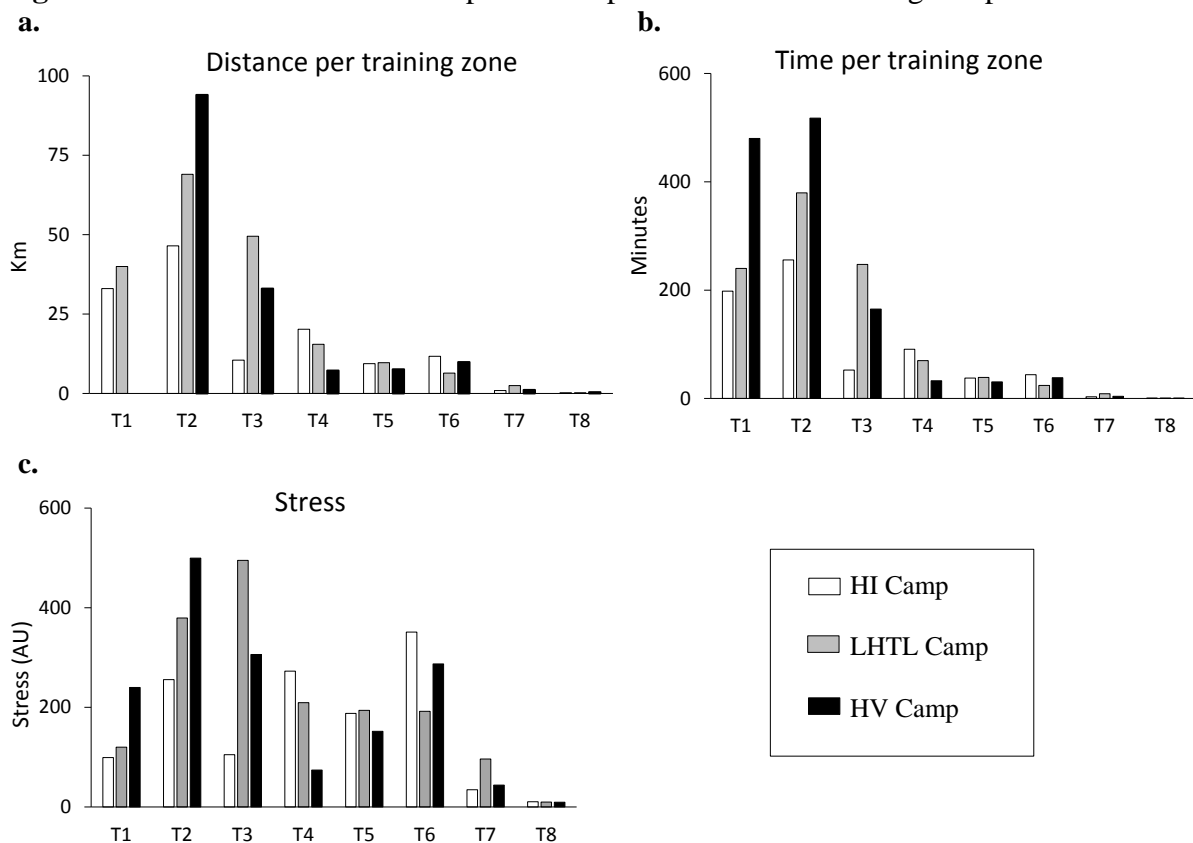 a.
Distance per training zone
Km
100
75
50
25
0
T1 T2 T3 T4 T5 T6 T7 T8
b.
Time per training zone
Minutes
600
400
200
0
T1 T2 T3 T4 T5 T6 T7 T8
c.
Stress
Stress (AU)
600
400
200
0
T1 T2 T3 T4 T5 T6 T7 T8
HI Camp
LHTL Camp
HV Camp